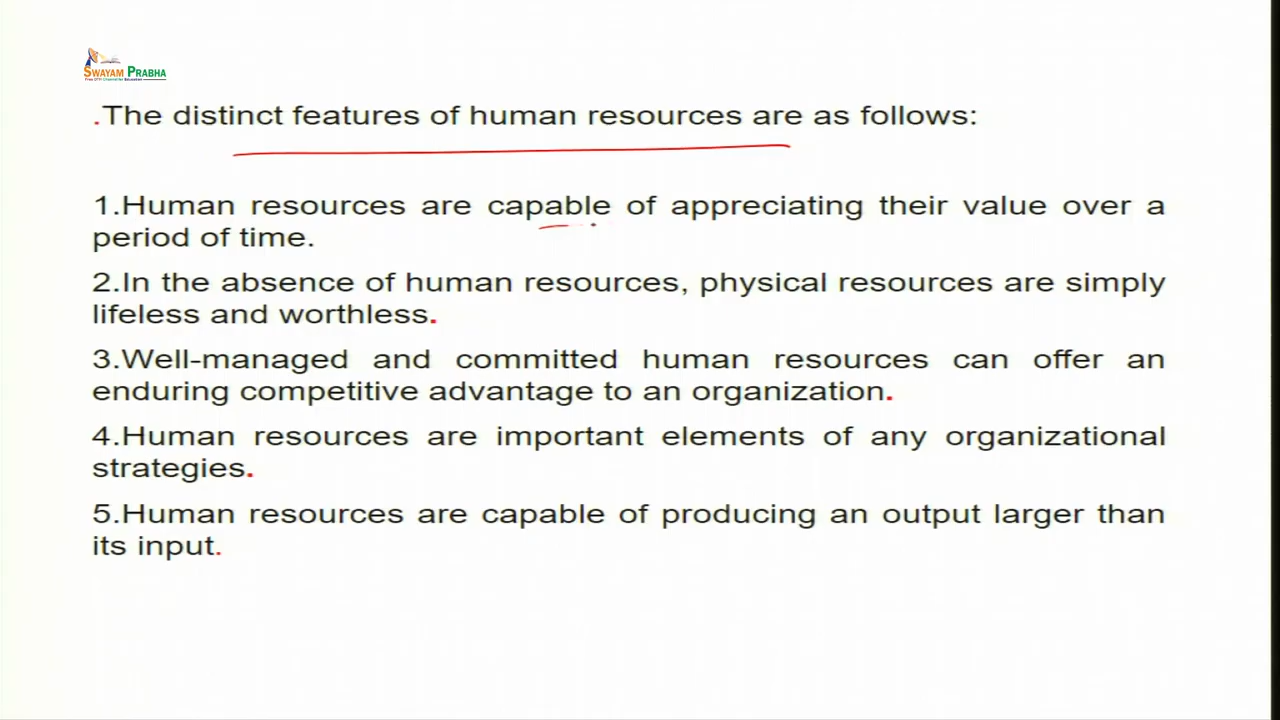 SWAYAM PRABHA
.The distinct features of human resources are as follows:
1.Human resources are capable of appreciating their value over a
period of time.
2.In the absence of human resources, physical resources are simply
lifeless and worthless.
3.Well-managed and committed human resources can offer an
enduring competitive advantage to an organization.
4.Human resources are important elements of any organizational
strategies.
5.Human resources are capable of producing an output larger than
its input.